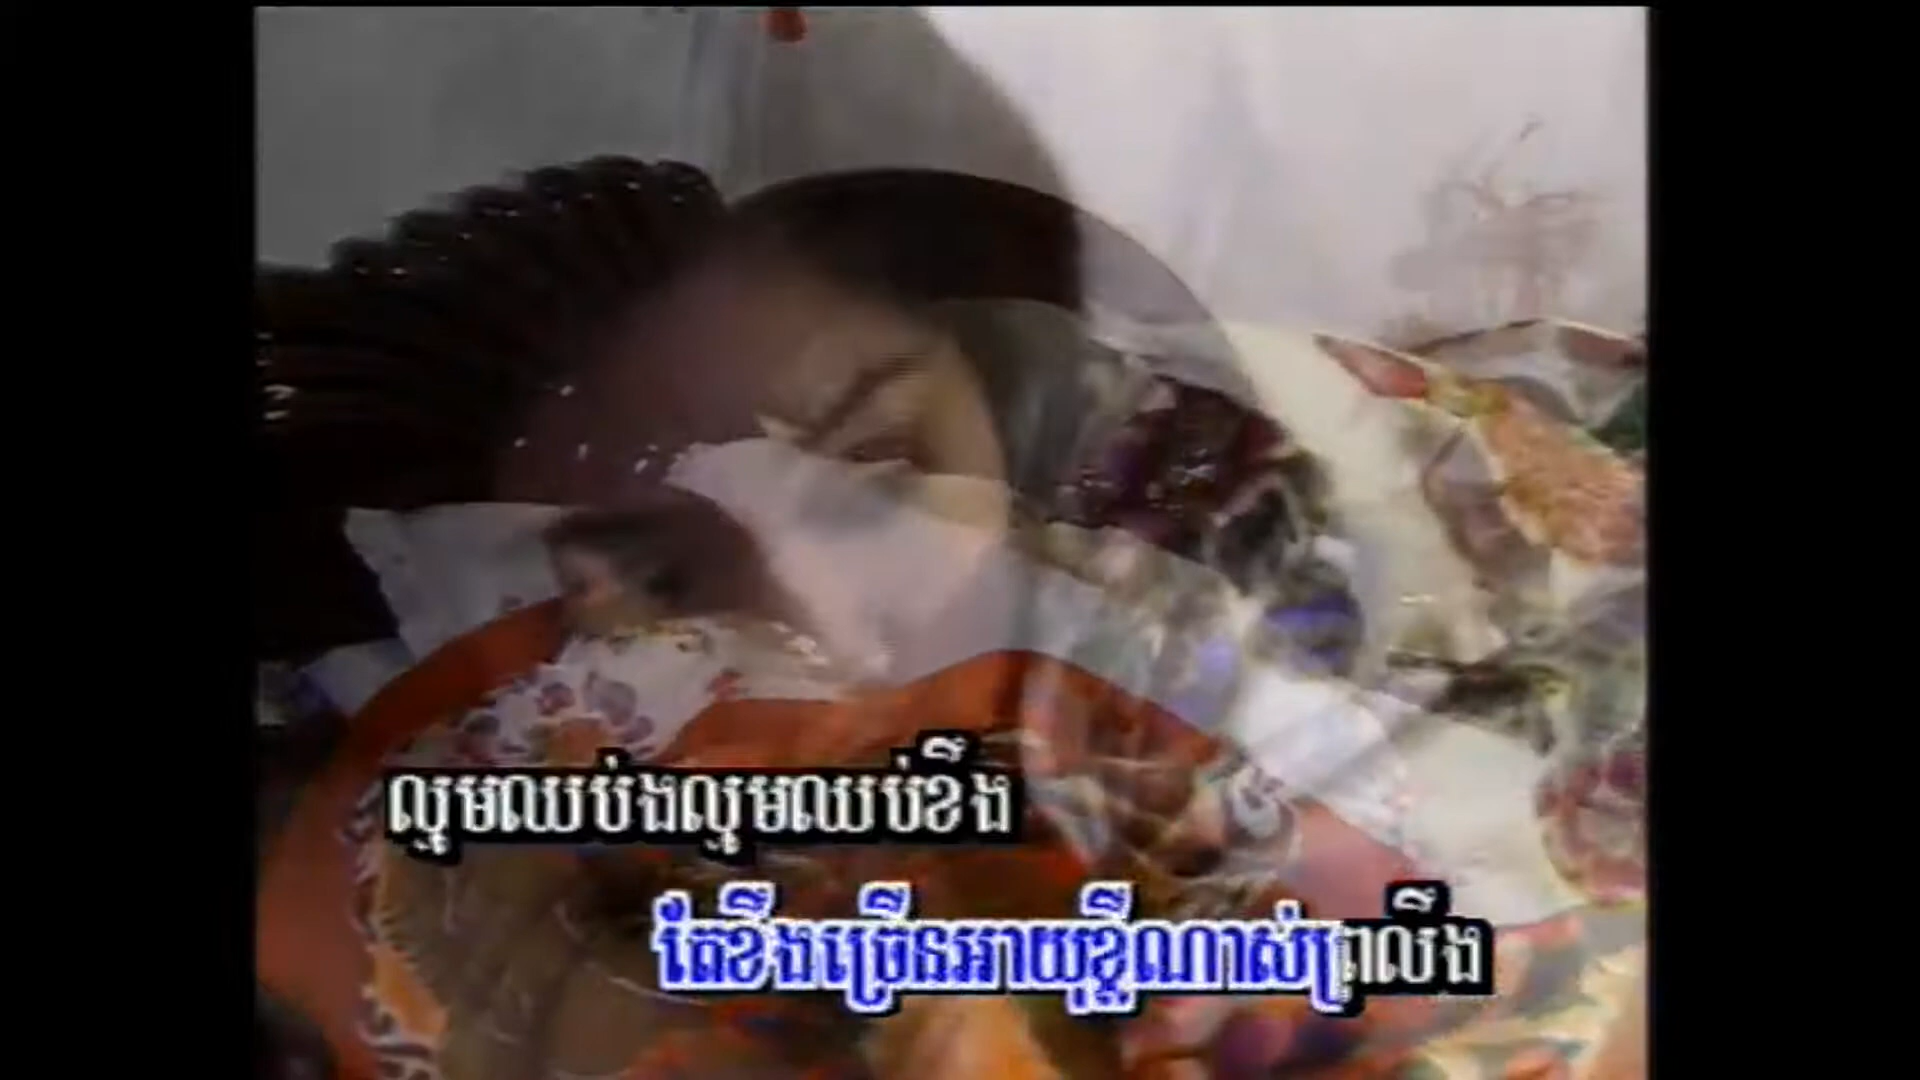 ល្មមឈប់ងល្មមឈប់ខឹង
តែខឹងច្រើនអាយុខ្លីណាស់ព្រលឹង